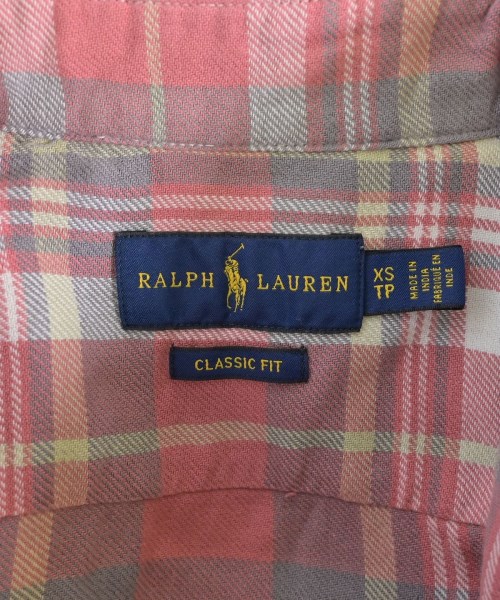 RALPH LAUREN
XS
TP
MADE IN
INDIA
FABRIQUÉ EN
INDE
CLASSIC FIT